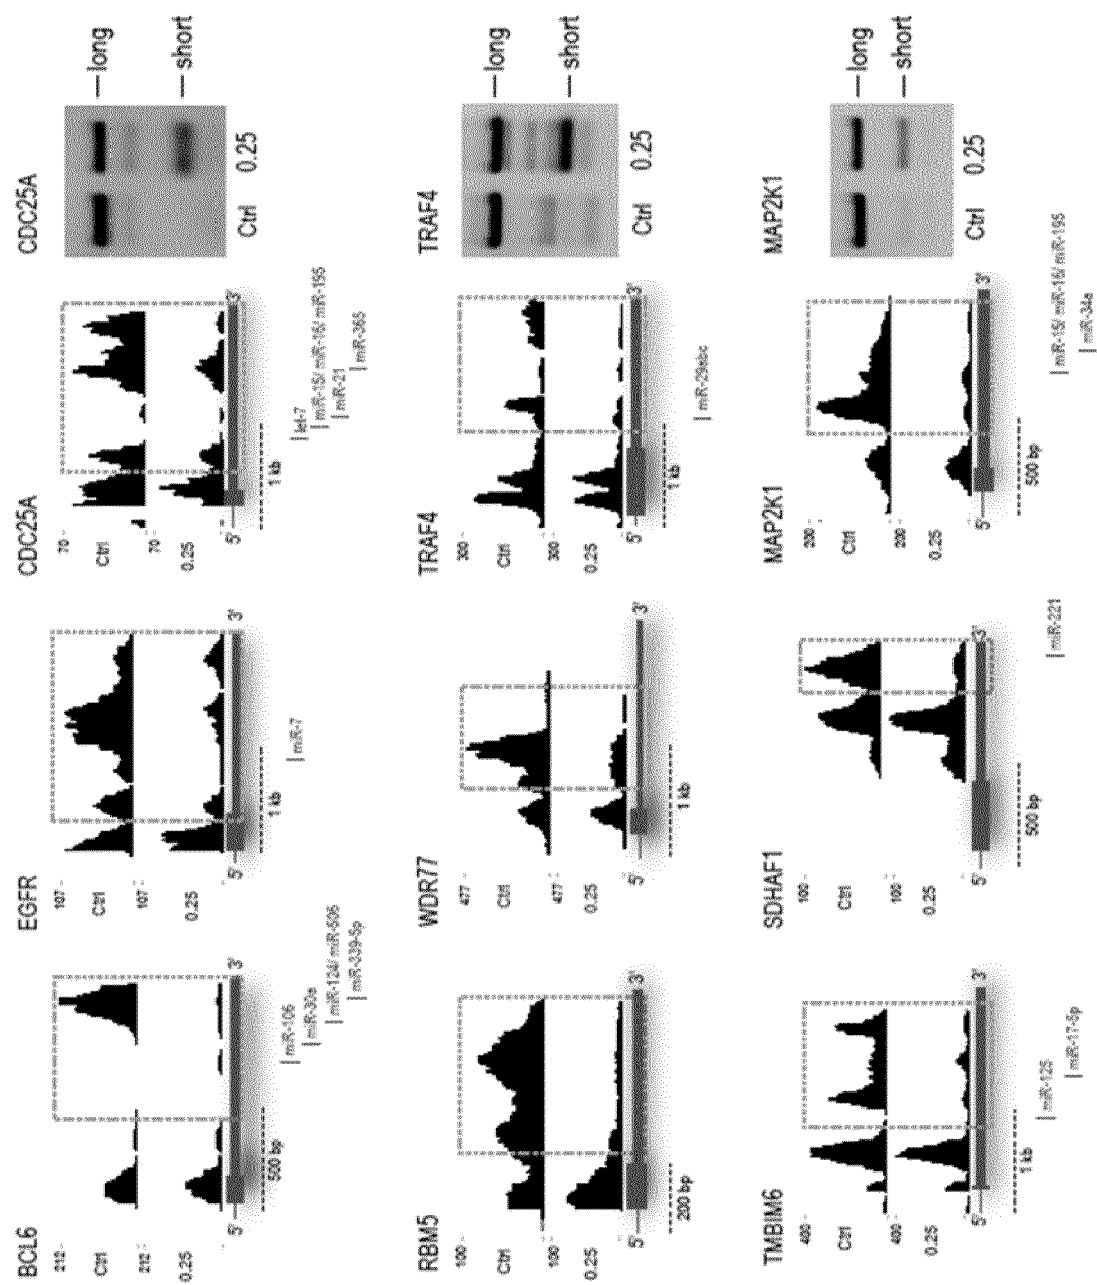 BCL6
212
Ctrl
212
0.25
5'
3'
500 bp
miR-106
miR-30a
miR-124/ miR-506
miR-339-5p
EGFR
107
Ctrl
107
0.25
5'
3'
1 kb
miR-7
CDC25A
70
Ctrl
70
0.25
5'
3'
1 kb
let-7
miR-15/ miR-16/ miR-195
miR-21
miR-365
CDC25A
long
short
Ctrl 0.25
RBM5
100
Ctrl
100
0.25
5'
3'
200 bp
WDR77
477
Ctrl
477
0.25
5'
3'
1 kb
TRAF4
300
Ctrl
300
0.25
5'
3'
1 kb
miR-29abc
TRAF4
long
short
Ctrl 0.25
TMBIM6
400
Ctrl
400
0.25
5'
3'
1 kb
miR-125
miR-17-5p
SDHAF1
100
Ctrl
100
0.25
5'
3'
500 bp
miR-221
MAP2K1
200
Ctrl
200
0.25
5'
3'
500 bp
miR-15/ miR-16/ miR-195
miR-34a
MAP2K1
long
short
Ctrl 0.25